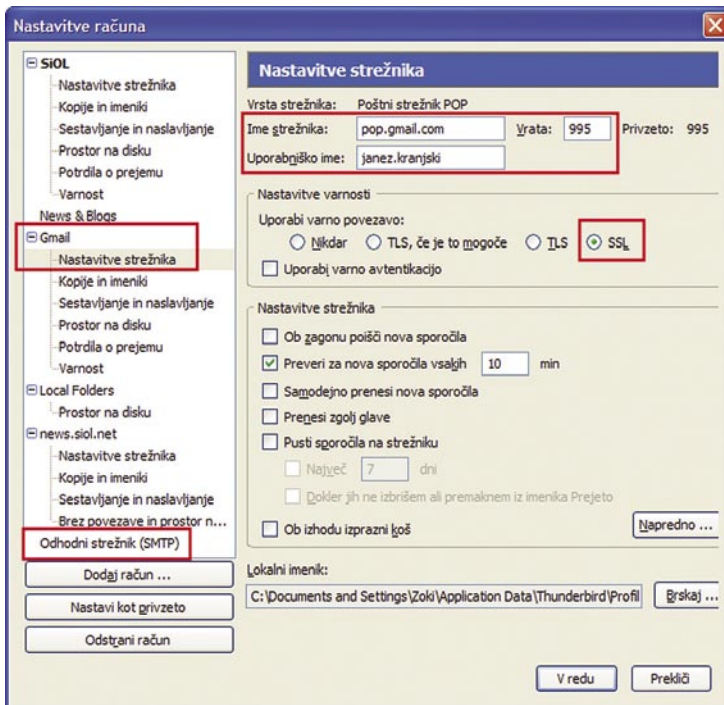 Nastavitve računa
SiOL
Nastavitve strežnika
Kopije in imeniki
Sestavljanje in naslavljanje
Prostor na disku
Potrdila o prejemu
Varnost
News & Blogs
Gmail
Nastavitve strežnika
Kopije in imeniki
Sestavljanje in naslavljanje
Prostor na disku
Potrdila o prejemu
Varnost
Local Folders
Prostor na disku
news.siol.net
Nastavitve strežnika
Kopije in imeniki
Sestavljanje in naslavljanje
Brez povezave in prostor n...
Odhodni strežnik (SMTP)
Dodaj račun ...
Nastavi kot privzeto
Odstrani račun
Nastavitve strežnika
Vrsta strežnika: Poštni strežnik POP
Ime strežnika: pop.gmail.com Vrata: 995 Privzeto: 995
Uporabniško ime: janez.kranjski
Nastavitve varnosti
Uporabi varno povezavo:
Nikdar TLS, če je to mogoče TLS SSL
Uporabi varno avtentikacijo
Nastavitve strežnika
Ob zagonu poišči nova sporočila
Preveri za nova sporočila vsakih 10 min
Samodejno prenesi nova sporočila
Prenesi zgolj glave
Pusti sporočila na strežniku
Največ 7 dni
Dokler jih ne izbrišem ali premaknem iz imenika Prejeto
Ob izhodu izprazni koš
Napredno ...
Lokalni imenik:
C:\Documents and Settings\Zoki\Application Data\Thunderbird\Profil Brskaj ...
V redu Prekliči